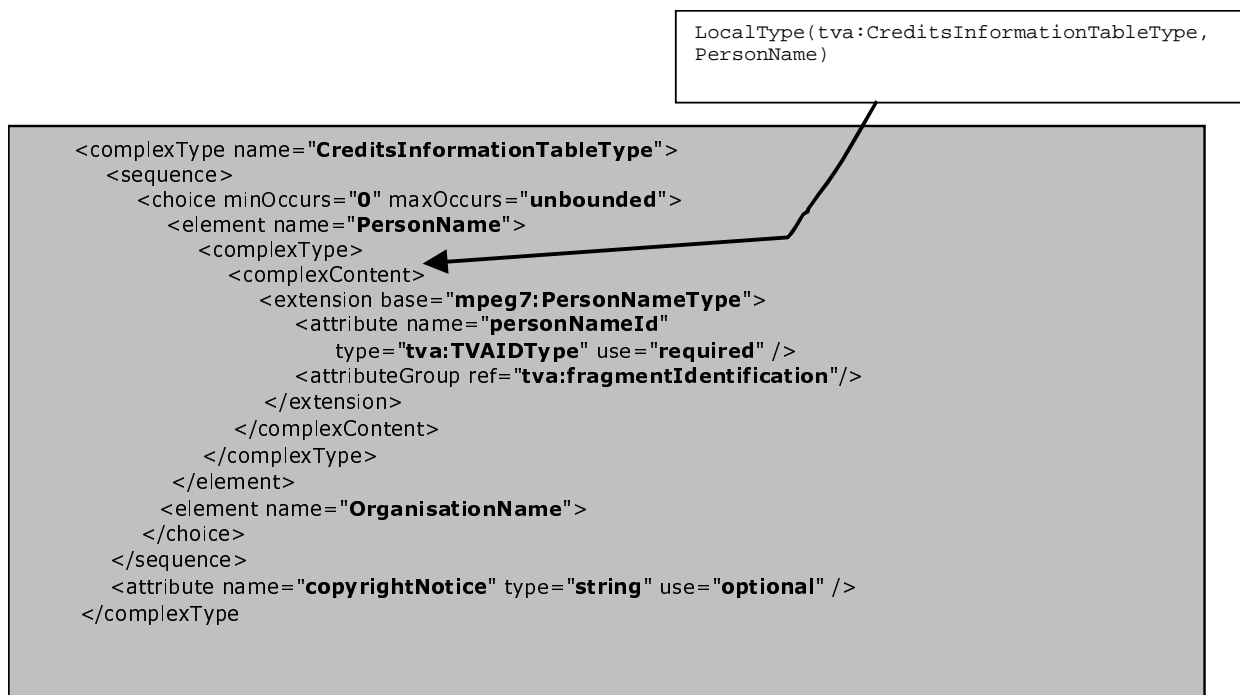 LocalType(tva:CreditsInformationTableType,
PersonName)
<complexType name="CreditsInformationTableType">
<sequence>
<choice minOccurs="0" maxOccurs="unbounded">
<element name="PersonName">
<complexType>
<complexContent>
<extension base="mpeg7:PersonNameType">
<attribute name="personNameId"
type="tva:TVAIDType" use="required" />
<attributeGroup ref="tva:fragmentIdentification"/>
</extension>
</complexContent>
</complexType>
</element>
<element name="OrganisationName">
</choice>
</sequence>
<attribute name="copyrightNotice" type="string" use="optional" />
</complexType